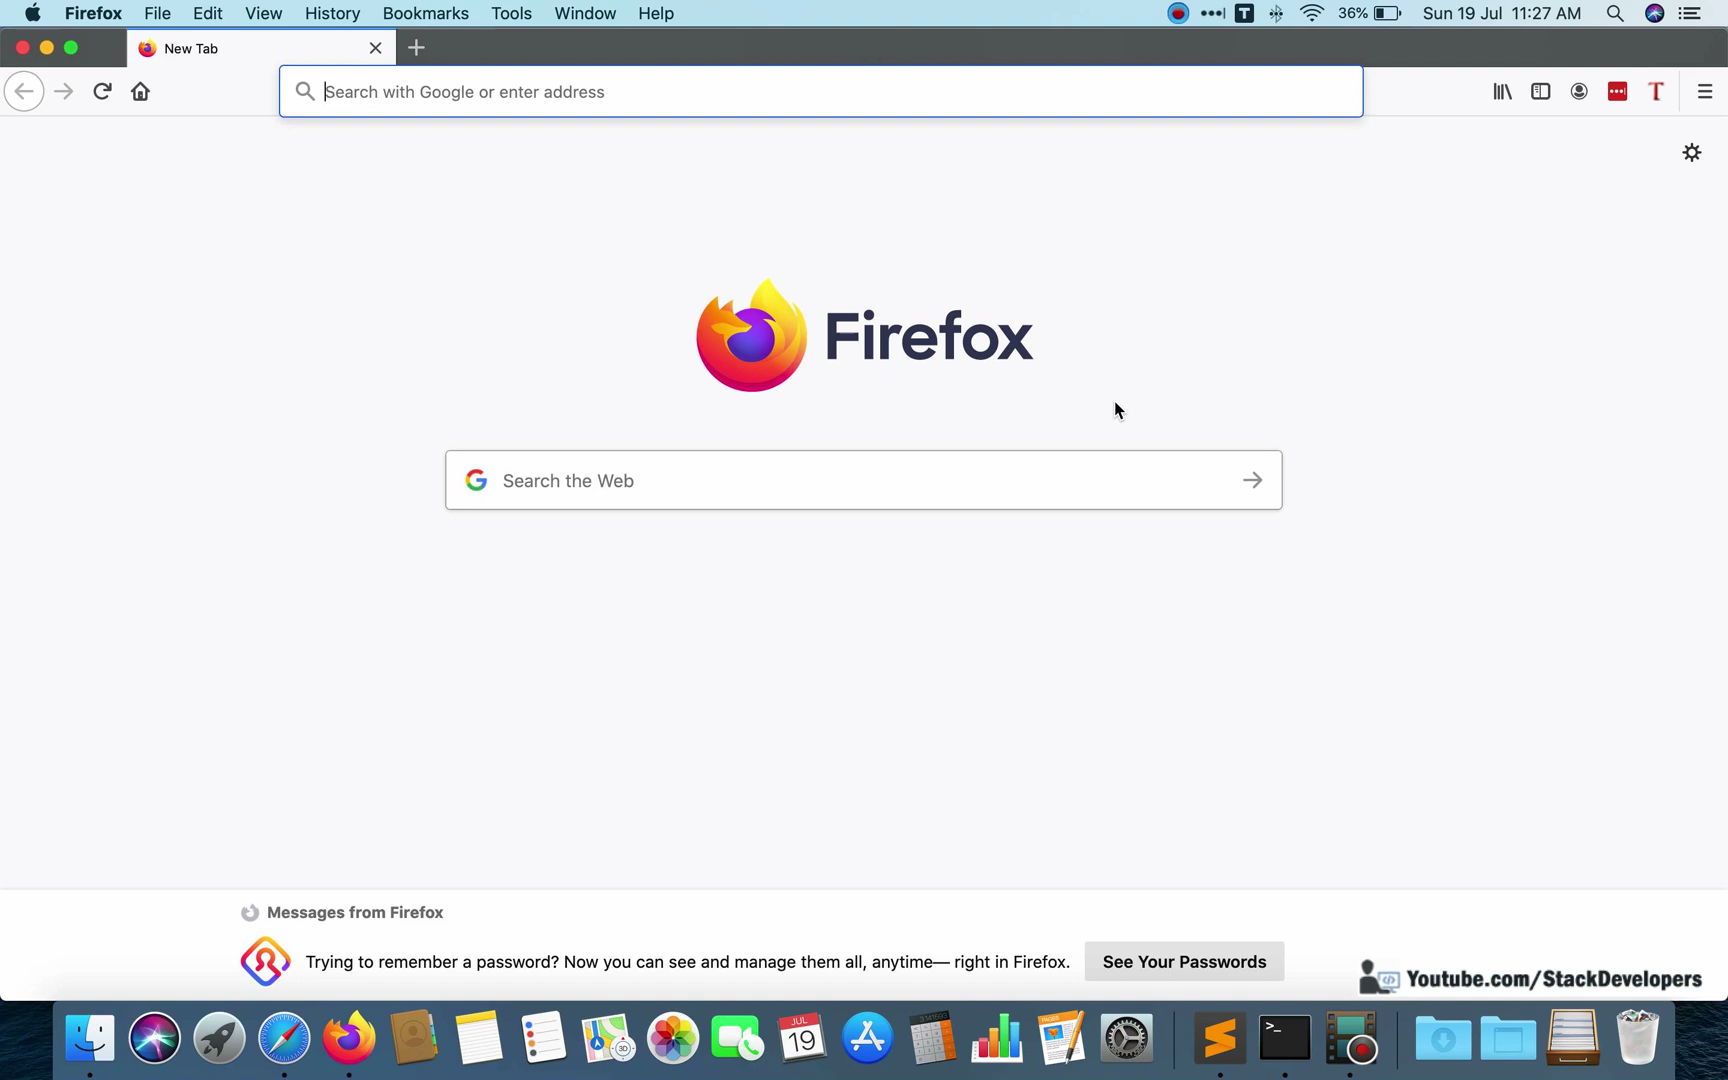 Firefox File Edit View History Bookmarks Tools Window Help 36% Sun 19 Jul 11:27 AM
New Tab
Search with Google or enter address
Firefox
Search the Web
Messages from Firefox
Trying to remember a password? Now you can see and manage them all, anytime— right in Firefox. See Your Passwords
Youtube.com/StackDevelopers
JUL
19
PAGES
3D